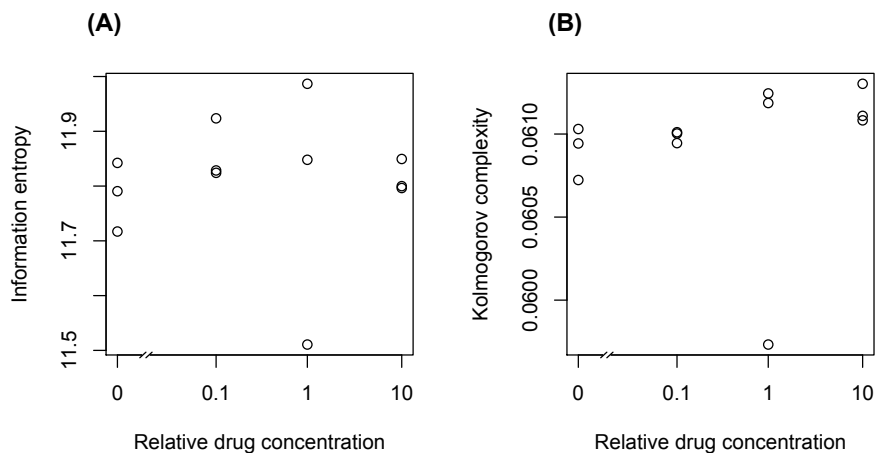 (A)
Information entropy
11.9
11.7
11.5
0
0.1
1
10
Relative drug concentration
(B)
Kolmogorov complexity
0.0610
0.0605
0.0600
0
0.1
1
10
Relative drug concentration